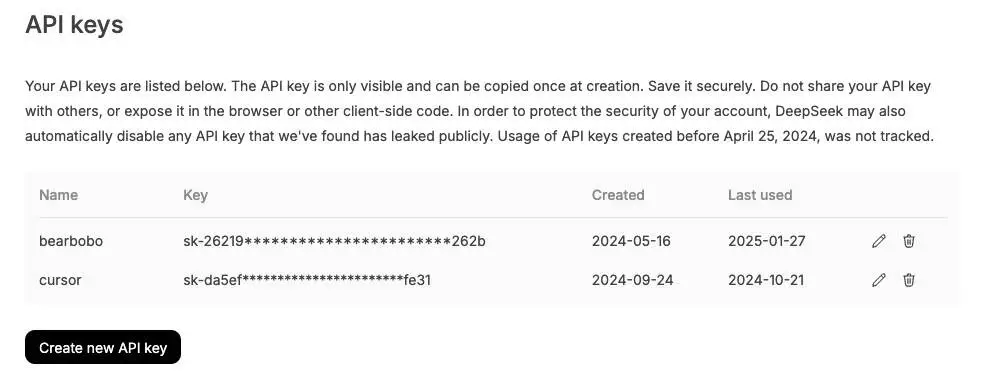 API keys
Your API keys are listed below. The API key is only visible and can be copied once at creation. Save it securely. Do not share your API key
with others, or expose it in the browser or other client-side code. In order to protect the security of your account, DeepSeek may also
automatically disable any API key that we've found has leaked publicly. Usage of API keys created before April 25, 2024, was not tracked.
Name Key Created Last used
bearbobo sk-26219***********************262b 2024-05-16 2025-01-27
cursor sk-da5ef***********************fe31 2024-09-24 2024-10-21
Create new API key